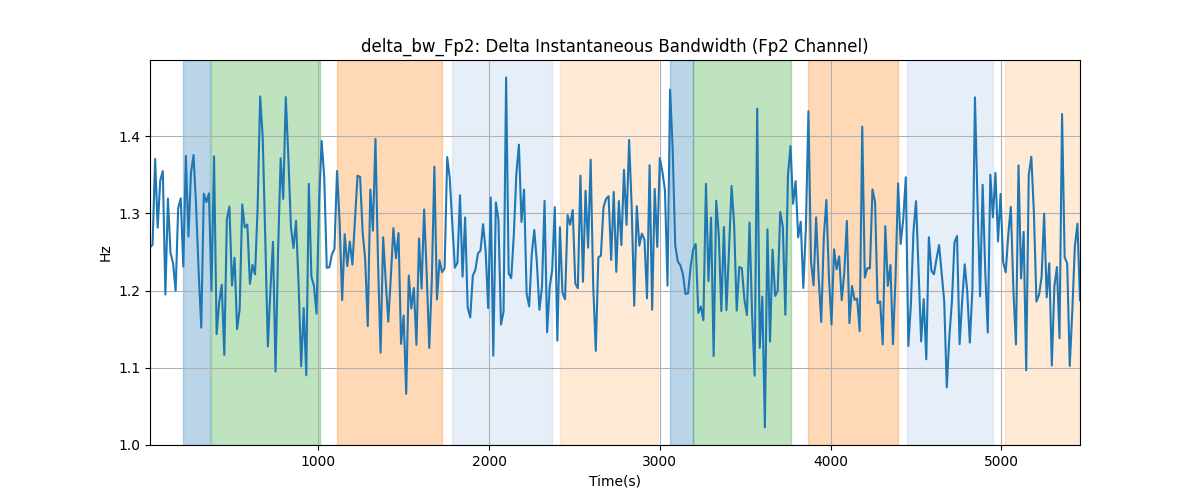 delta_bw_Fp2: Delta Instantaneous Bandwidth (Fp2 Channel)
Hz
1.4
1.3
1.2
1.1
1.0
1000 2000 3000 4000 5000
Time(s)